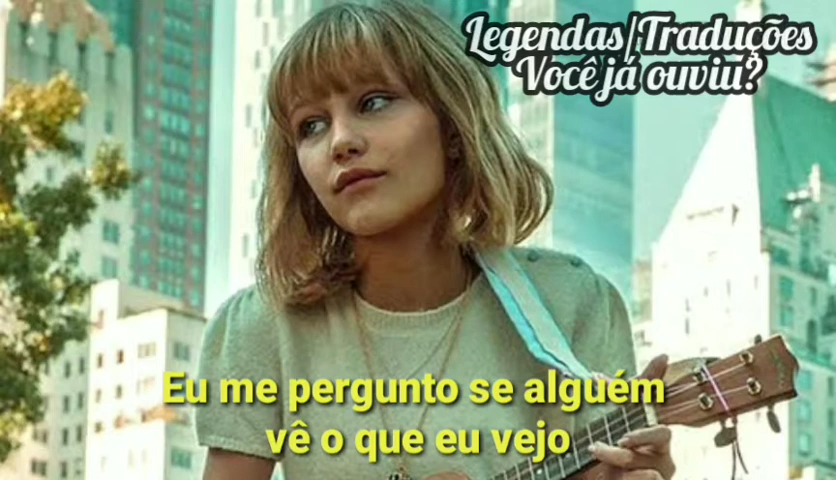 Legendas/Traduções
Você já ouviu?
Eu me pergunto se alguém
vê o que eu vejo